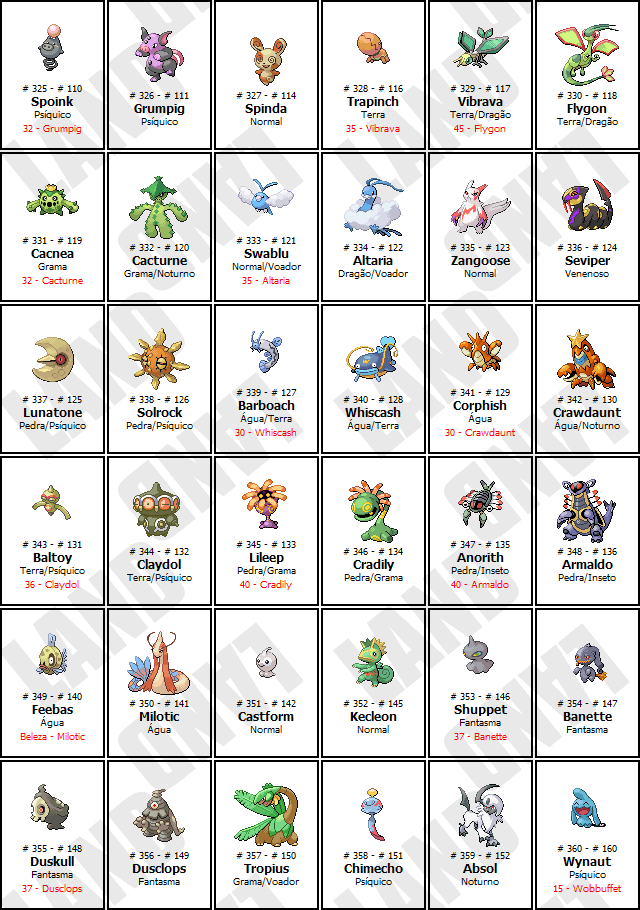 # 325 - # 110
Spoink
Psíquico
32 - Grumpig
# 326 - # 111
Grumpig
Psíquico
# 327 - # 114
Spinda
Normal
# 328 - # 116
Trapinch
Terra
35 - Vibrava
# 329 - # 117
Vibrava
Terra/Dragão
45 - Flygon
# 330 - # 118
Flygon
Terra/Dragão
# 331 - # 119
Cacnea
Grama
32 - Cacturne
# 332 - # 120
Cacturne
Grama/Noturno
# 333 - # 121
Swablu
Normal/Voador
35 - Altaria
# 334 - # 122
Altaria
Dragão/Voador
# 335 - # 123
Zangoose
Normal
# 336 - # 124
Seviper
Venenoso
# 337 - # 125
Lunatone
Pedra/Psíquico
# 338 - # 126
Solrock
Pedra/Psíquico
# 339 - # 127
Barboach
Água/Terra
30 - Whiscash
# 340 - # 128
Whiscash
Água/Terra
# 341 - # 129
Corphish
Água
30 - Crawdaunt
# 342 - # 130
Crawdaunt
Água/Noturno
# 343 - # 131
Baltoy
Terra/Psíquico
36 - Claydol
# 344 - # 132
Claydol
Terra/Psíquico
# 345 - # 133
Lileep
Pedra/Grama
40 - Cradily
# 346 - # 134
Cradily
Pedra/Grama
# 347 - # 135
Anorith
Pedra/Inseto
40 - Armaldo
# 348 - # 136
Armaldo
Pedra/Inseto
# 349 - # 140
Feebas
Água
Beleza - Milotic
# 350 - # 141
Milotic
Água
# 351 - # 142
Castform
Normal
# 352 - # 145
Kecleon
Normal
# 353 - # 146
Shuppet
Fantasma
37 - Banette
# 354 - # 147
Banette
Fantasma
# 355 - # 148
Duskull
Fantasma
37 - Dusclops
# 356 - # 149
Dusclops
Fantasma
# 357 - # 150
Tropius
Grama/Voador
# 358 - # 151
Chimecho
Psíquico
# 359 - # 152
Absol
Noturno
# 360 - # 160
Wynaut
Psíquico
15 - Wobbuffet